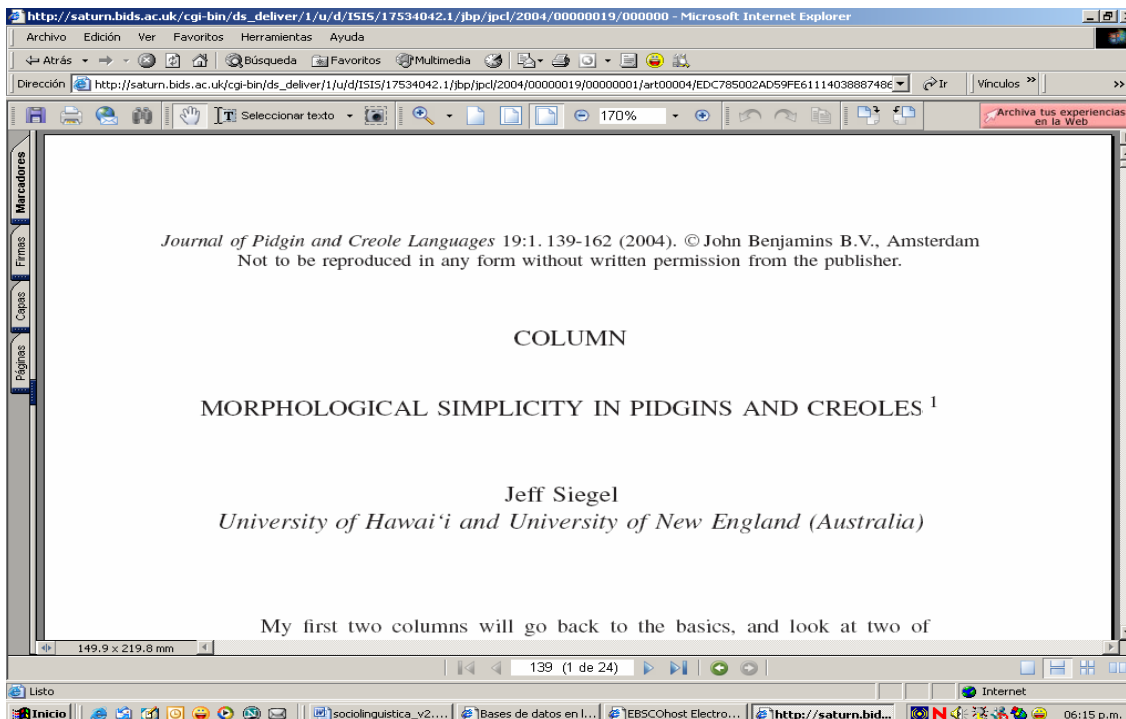 http://saturn.bids.ac.uk/cgi-bin/ds_deliver/1/u/d/ISIS/17534042.1/jbp/jpcl/2004/00000019/000000 - Microsoft Internet Explorer
Archivo Edición Ver Favoritos Herramientas Ayuda
Atrás Búsqueda Favoritos Multimedia
Dirección http://saturn.bids.ac.uk/cgi-bin/ds_deliver/1/u/d/ISIS/17534042.1/jbp/jpcl/2004/00000019/00000001/art00004/EDC785002AD59FE61114038887486 Ir Vínculos »
Seleccionar texto 170% Archiva tus experiencias
en la Web
Marcadores
Firmas
Capas
Páginas
Journal of Pidgin and Creole Languages 19:1. 139-162 (2004). © John Benjamins B.V., Amsterdam
Not to be reproduced in any form without written permission from the publisher.
COLUMN
MORPHOLOGICAL SIMPLICITY IN PIDGINS AND CREOLES 1
Jeff Siegel
University of Hawai‘i and University of New England (Australia)
My first two columns will go back to the basics, and look at two of
149.9 x 219.8 mm
139 (1 de 24)
Listo Internet
Inicio sociolinguistica_v2.... Bases de datos en l... EBSCOhost Electro... http://saturn.bid... 06:15 p.m.